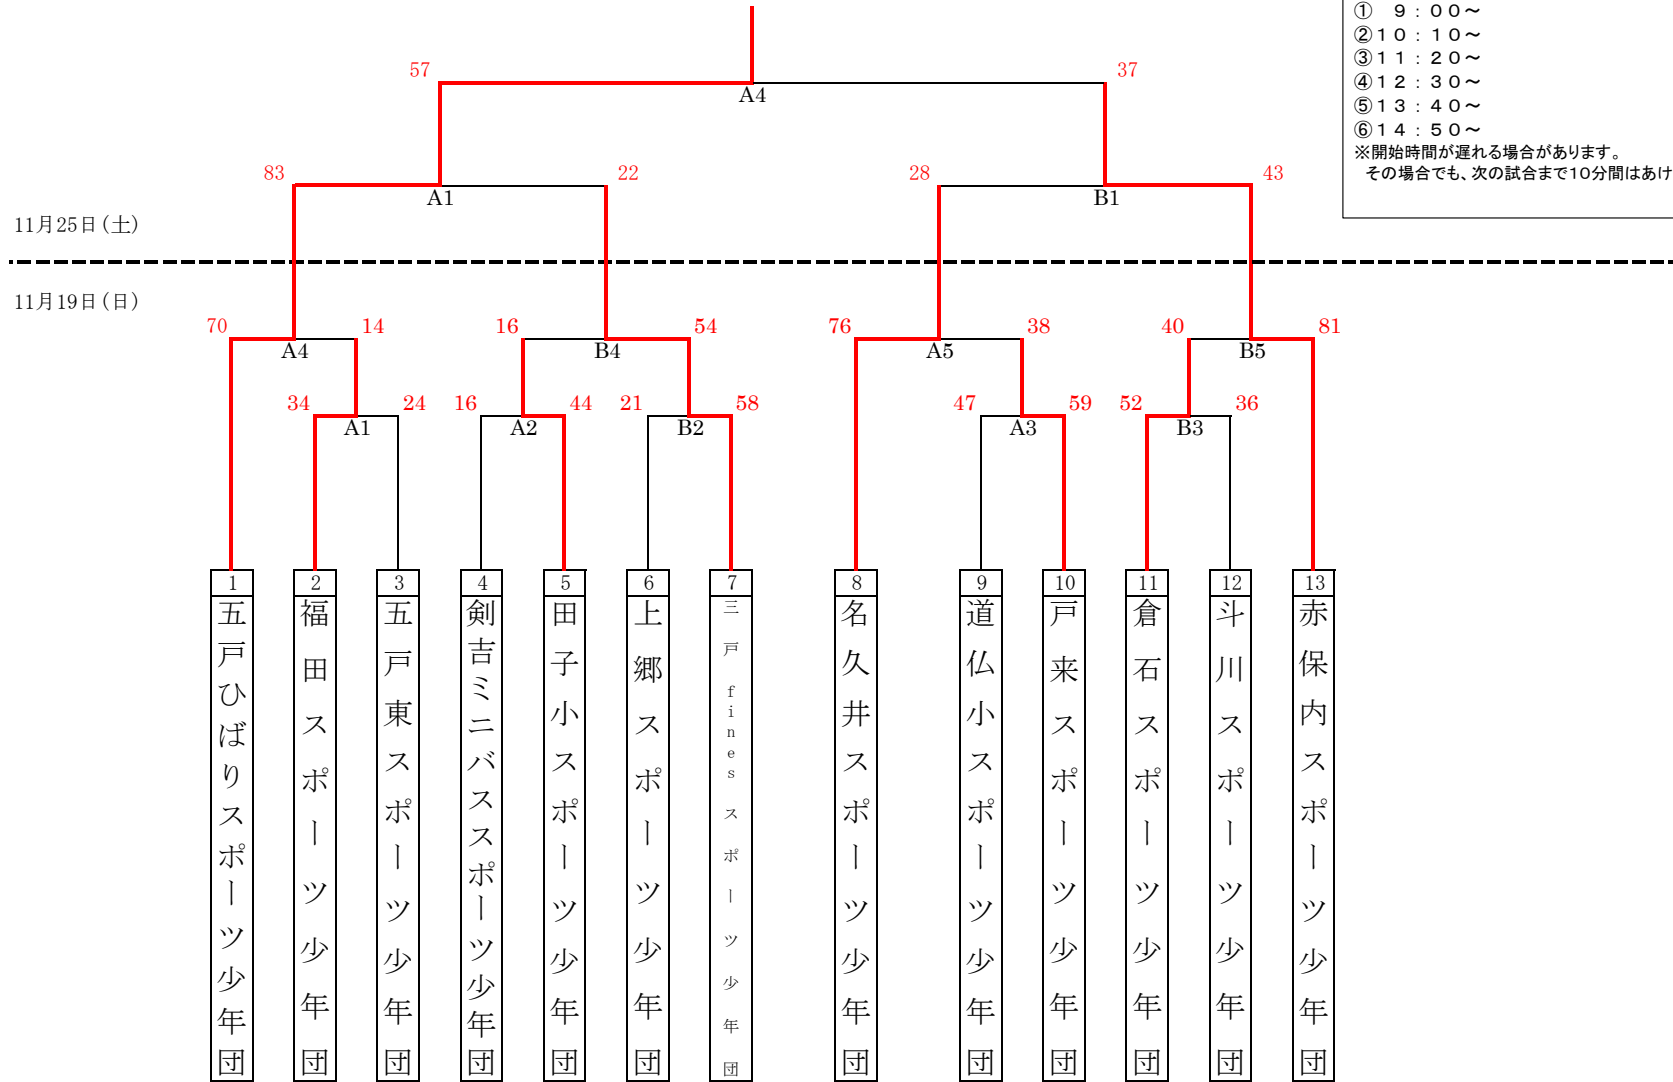 ① 9：00～
②10：10～
③11：20～
④12：30～
⑤13：40～
⑥14：50～
※開始時間が遅れる場合があります。
その場合でも、次の試合まで10分間はあけ
57
37
A4
83
22
28
43
A1
B1
11月25日（土）
11月19日（日）
70
14
16
54
76
38
40
81
A4
B4
A5
B5
34
24
16
44
21
58
47
59
52
36
A1
A2
B2
A3
B3
1
五戸ひばりスポーツ少年団
2
福田スポーツ少年団
3
五戸東スポーツ少年団
4
剣吉ミニバススポーツ少年団
5
田子小スポーツ少年団
6
上郷スポーツ少年団
7
三戸finesスポーツ少年団
8
名久井スポーツ少年団
9
道仏小スポーツ少年団
10
戸来スポーツ少年団
11
倉石スポーツ少年団
12
斗川スポーツ少年団
13
赤保内スポーツ少年団